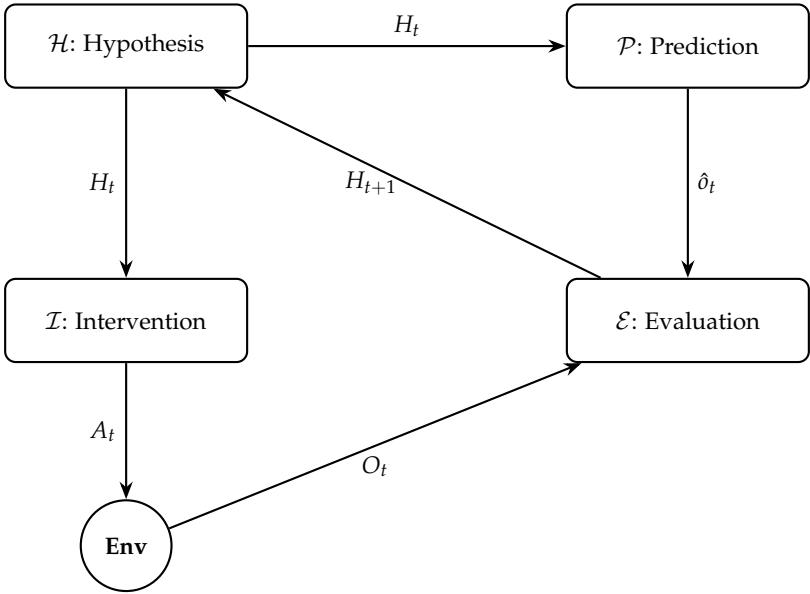 ℋ: Hypothesis
H_t
𝒫: Prediction
H_t
H_{t+1}
ô_t
ℐ: Intervention
ℰ: Evaluation
A_t
O_t
Env